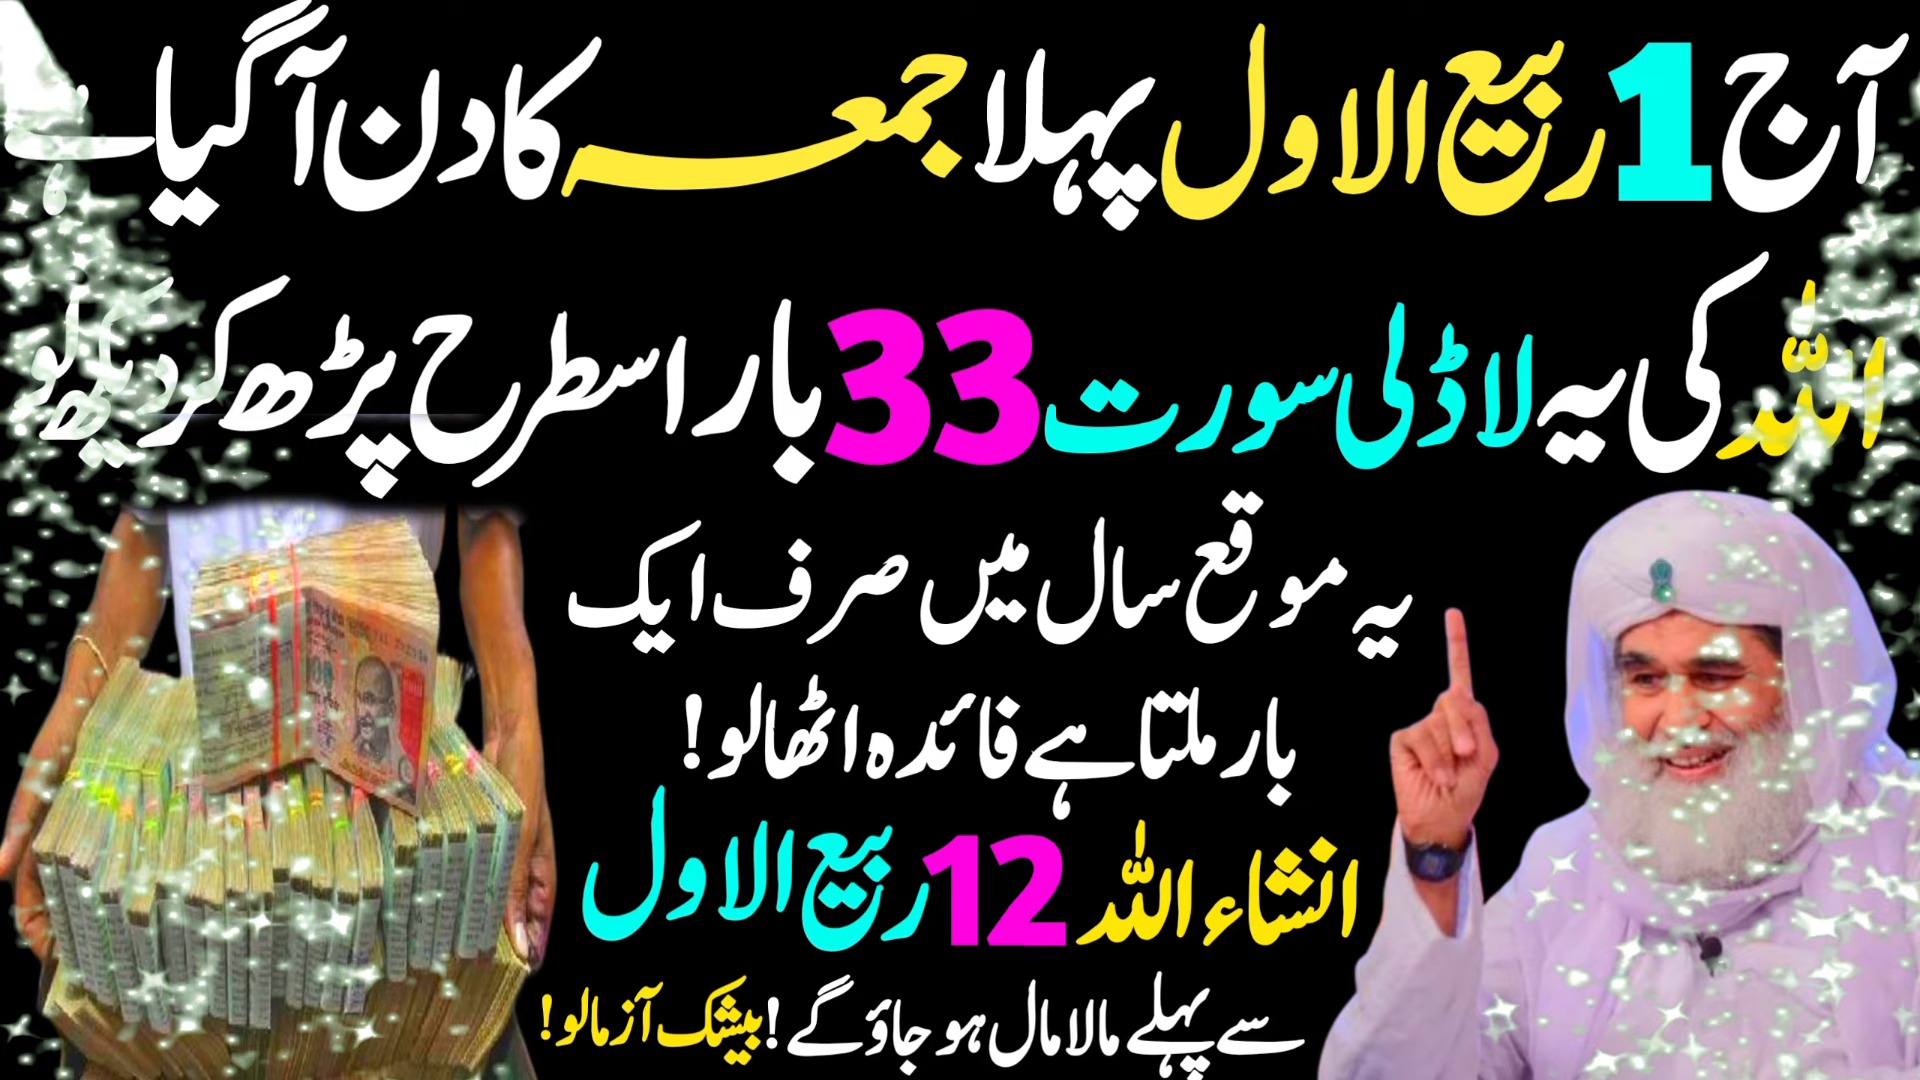 آج 1 ربیع الاول پہلا جمعہ کا دن آگیا ہے
اللہ کی یہ لاڈلی سورت 33 بار اسطرح پڑھ کر دیکھ لو
یہ موقع سال میں صرف ایک
بار ملتا ہے فائدہ اٹھالو!
انشاء اللہ 12 ربیع الاول
سے پہلے مالا مال ہو جاؤ گے! بیشک آزمالو!